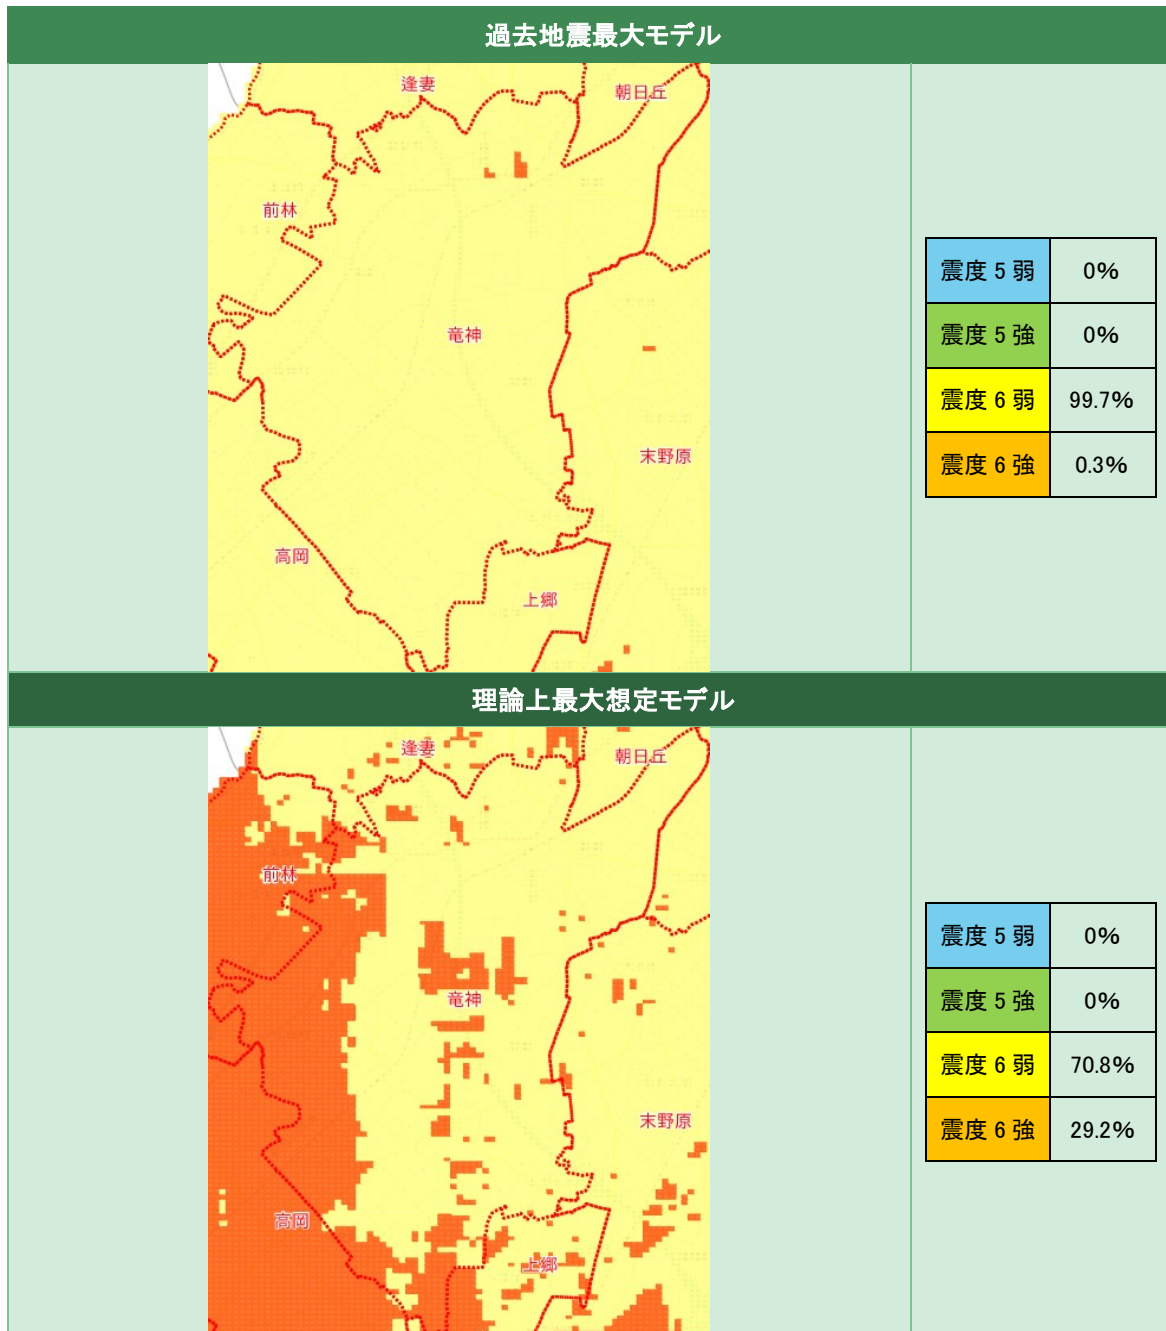 過去地震最大モデル
逢妻
朝日丘
前林
竜神
末野原
高岡
上郷
震度 5 弱 0%
震度 5 強 0%
震度 6 弱 99.7%
震度 6 強 0.3%
理論上最大想定モデル
逢妻
朝日丘
前林
竜神
末野原
高岡
上郷
震度 5 弱 0%
震度 5 強 0%
震度 6 弱 70.8%
震度 6 強 29.2%